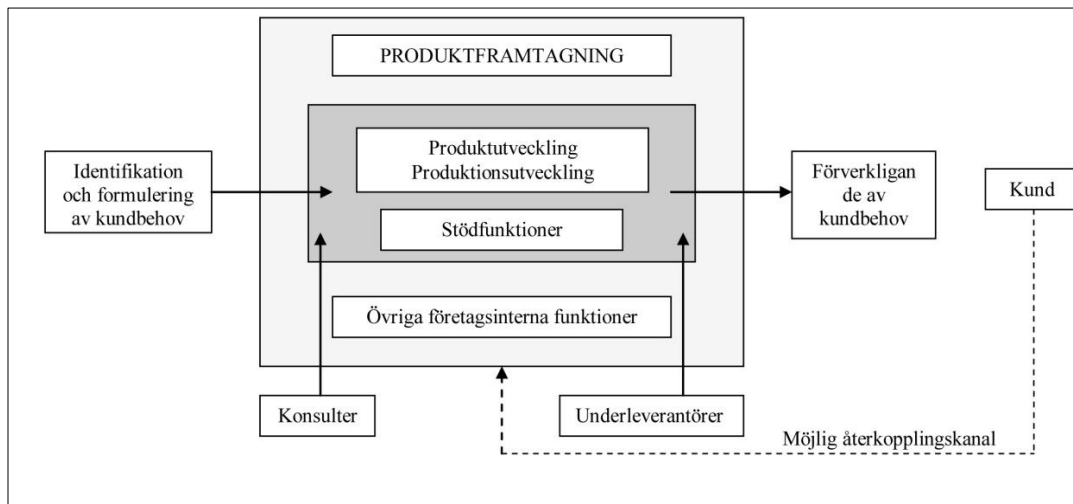 PRODUKTFRAMTAGNING
Identifikation
och formulering
av kundbehov
Produktutveckling
Produktionsutveckling
Stödfunktioner
Förverkligan
de av
kundbehov
Kund
Övriga företagsinterna funktioner
Konsulter
Underleverantörer
Möjlig återkopplingskanal